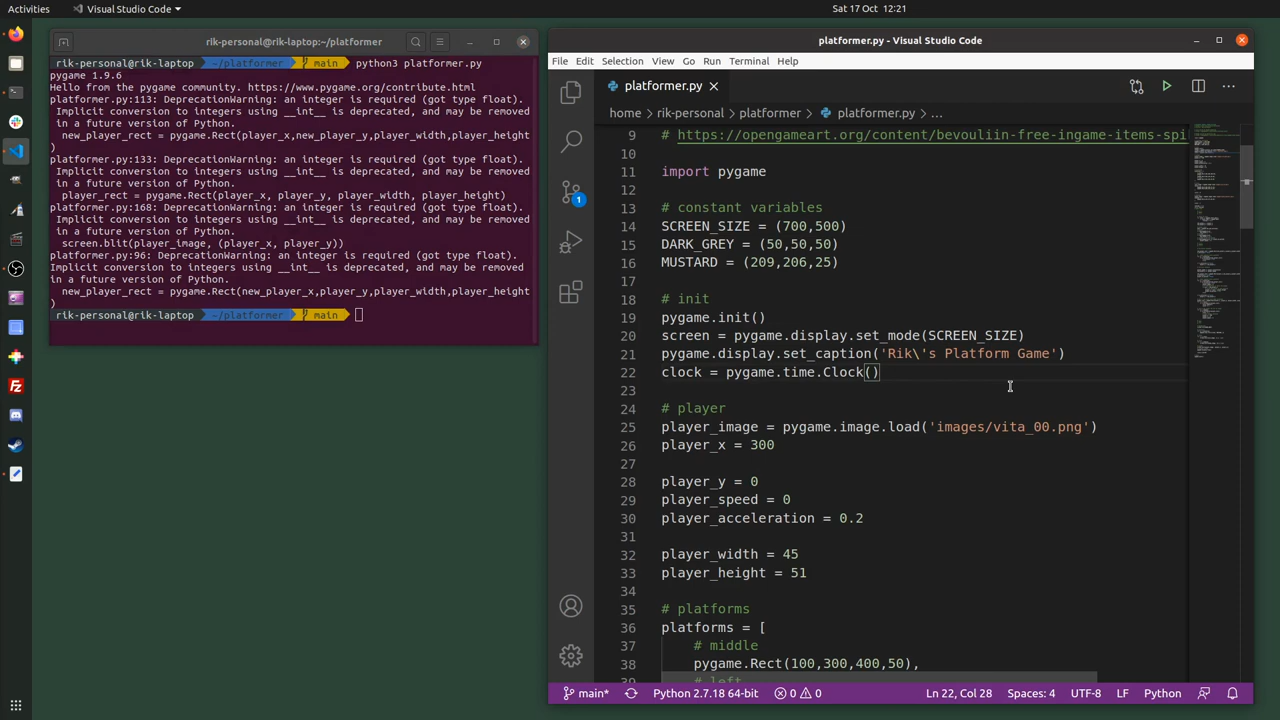 Activities
Visual Studio Code
Sat 17 Oct 12:21
rik-personal@rik-laptop:~/platformer
rik-personal@rik-laptop ~/platformer main python3 platformer.py
pygame 1.9.6
Hello from the pygame community. https://www.pygame.org/contribute.html
platformer.py:113: DeprecationWarning: an integer is required (got type float).
Implicit conversion to integers using __int__ is deprecated, and may be removed
in a future version of Python.
new_player_rect = pygame.Rect(player_x,new_player_y,player_width,player_height
)
platformer.py:133: DeprecationWarning: an integer is required (got type float).
Implicit conversion to integers using __int__ is deprecated, and may be removed
in a future version of Python.
player_rect = pygame.Rect(player_x, player_y, player_width, player_height)
platformer.py:168: DeprecationWarning: an integer is required (got type float).
Implicit conversion to integers using __int__ is deprecated, and may be removed
in a future version of Python.
screen.blit(player_image, (player_x, player_y))
platformer.py:96: DeprecationWarning: an integer is required (got type float).
Implicit conversion to integers using __int__ is deprecated, and may be removed
in a future version of Python.
new_player_rect = pygame.Rect(new_player_x,player_y,player_width,player_height
)
rik-personal@rik-laptop ~/platformer main
platformer.py - Visual Studio Code
File Edit Selection View Go Run Terminal Help
platformer.py
home rik-personal platformer platformer.py ...
9 # https://opengameart.org/content/bevouliin-free-ingame-items-spi
10
11 import pygame
12
13 # constant variables
14 SCREEN_SIZE = (700,500)
15 DARK_GREY = (50,50,50)
16 MUSTARD = (209,206,25)
17
18 # init
19 pygame.init()
20 screen = pygame.display.set_mode(SCREEN_SIZE)
21 pygame.display.set_caption('Rik\'s Platform Game')
22 clock = pygame.time.Clock()
23
24 # player
25 player_image = pygame.image.load('images/vita_00.png')
26 player_x = 300
27
28 player_y = 0
29 player_speed = 0
30 player_acceleration = 0.2
31
32 player_width = 45
33 player_height = 51
34
35 # platforms
36 platforms = [
37 # middle
38 pygame.Rect(100,300,400,50),
39 # left
1
main* Python 2.7.18 64-bit 0 0 Ln 22, Col 28 Spaces: 4 UTF-8 LF Python